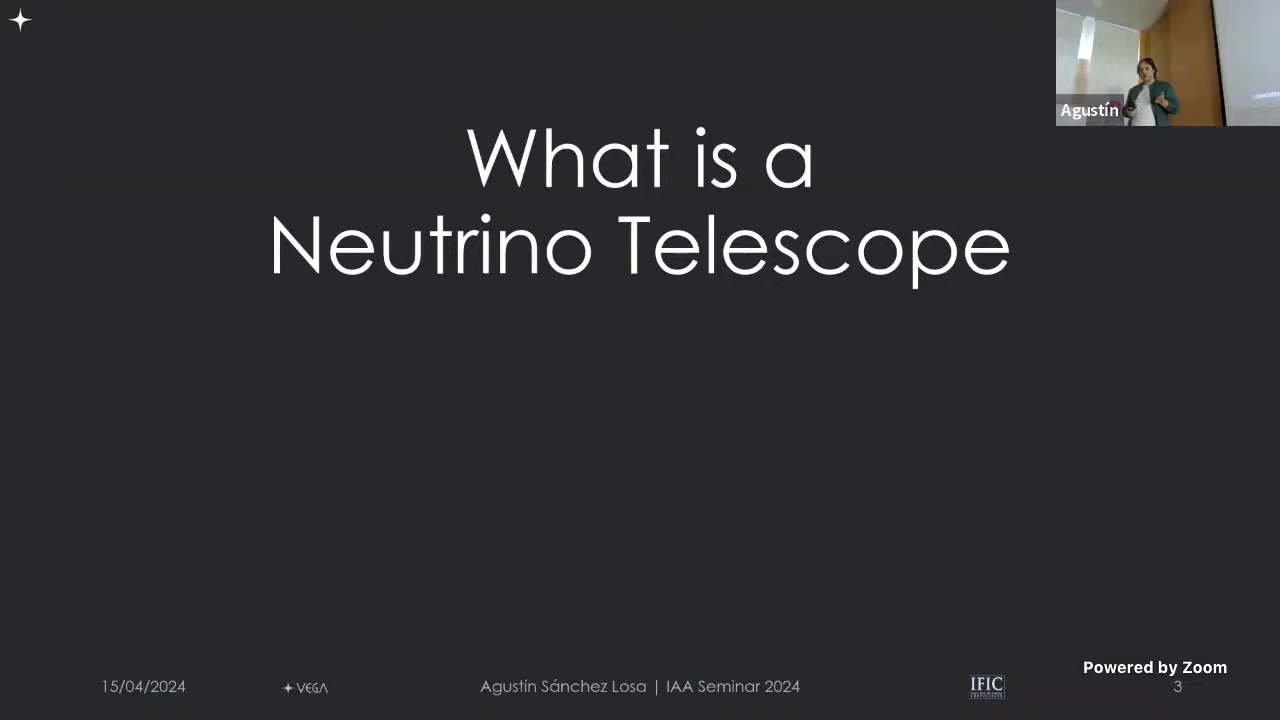 Agustín
What is a
Neutrino Telescope
Powered by Zoom
15/04/2024
VEGA
Agustín Sánchez Losa | IAA Seminar 2024
IFIC
3